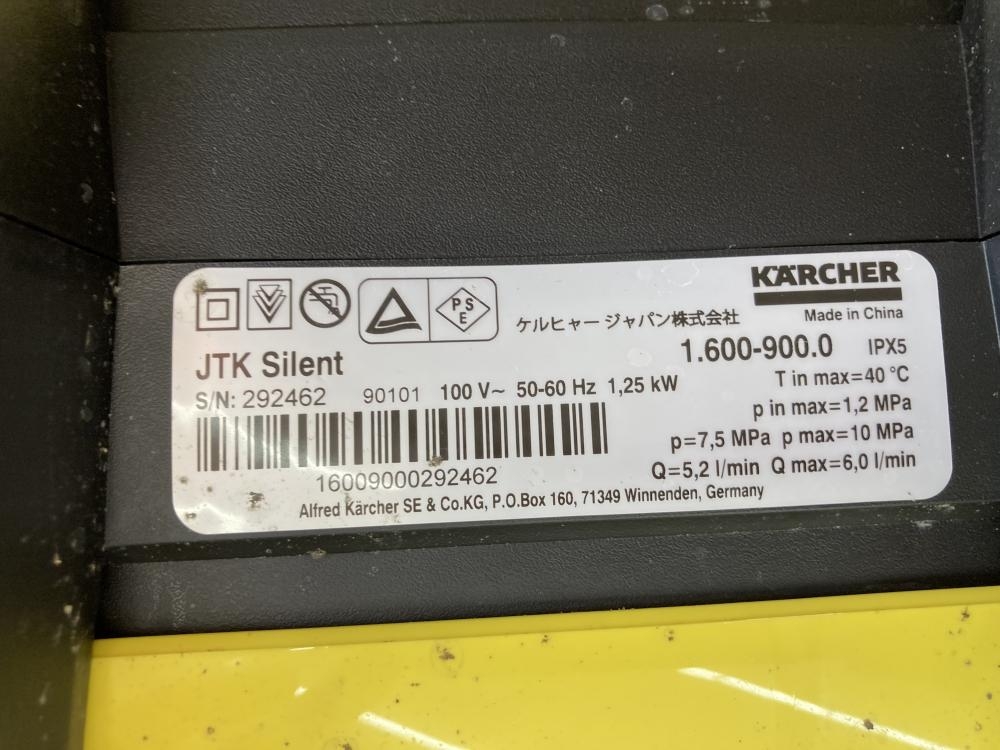 KÄRCHER
Made in China
P S
E
ケルヒャー ジャパン株式会社
JTK Silent
1.600-900.0 IPX5
S/N: 292462 90101 100 V~ 50-60 Hz 1,25 kW
T in max=40 °C
p in max=1,2 MPa
p=7,5 MPa p max=10 MPa
Q=5,2 l/min Q max=6,0 l/min
16009000292462
Alfred Kärcher SE & Co.KG, P.O.Box 160, 71349 Winnenden, Germany